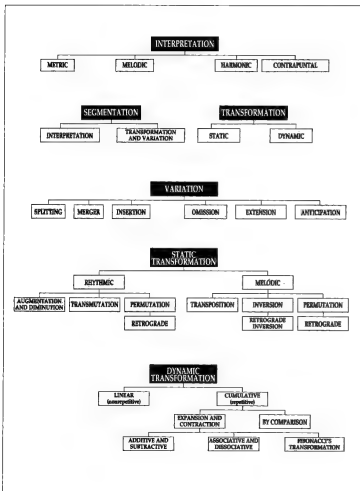 INTERPRETATION
METRIC MELODIC HARMONIC CONTRAPUNTAL
SEGMENTATION TRANSFORMATION
INTERPRETATION TRANSFORMATION
AND VARIATION STATIC DYNAMIC
VARIATION
SPLITTING MERGER INSERTION OMISSION EXTENSION ANTICIPATION
STATIC
TRANSFORMATION
RHYTHMIC MELODIC
AUGMENTATION
AND DIMINUTION TRANSMUTATION PERMUTATION TRANSPOSITION INVERSION PERMUTATION
RETROGRADE RETROGRADE
INVERSION RETROGRADE
DYNAMIC
TRANSFORMATION
LINEAR
(nonrepetitive) CUMULATIVE
(repetitive)
EXPANSION AND
CONTRACTION BY COMPARISON
ADDITIVE AND
SUBTRACTIVE ASSOCIATIVE AND
DISSOCIATIVE FIBONACCI'S
TRANSFORMATION